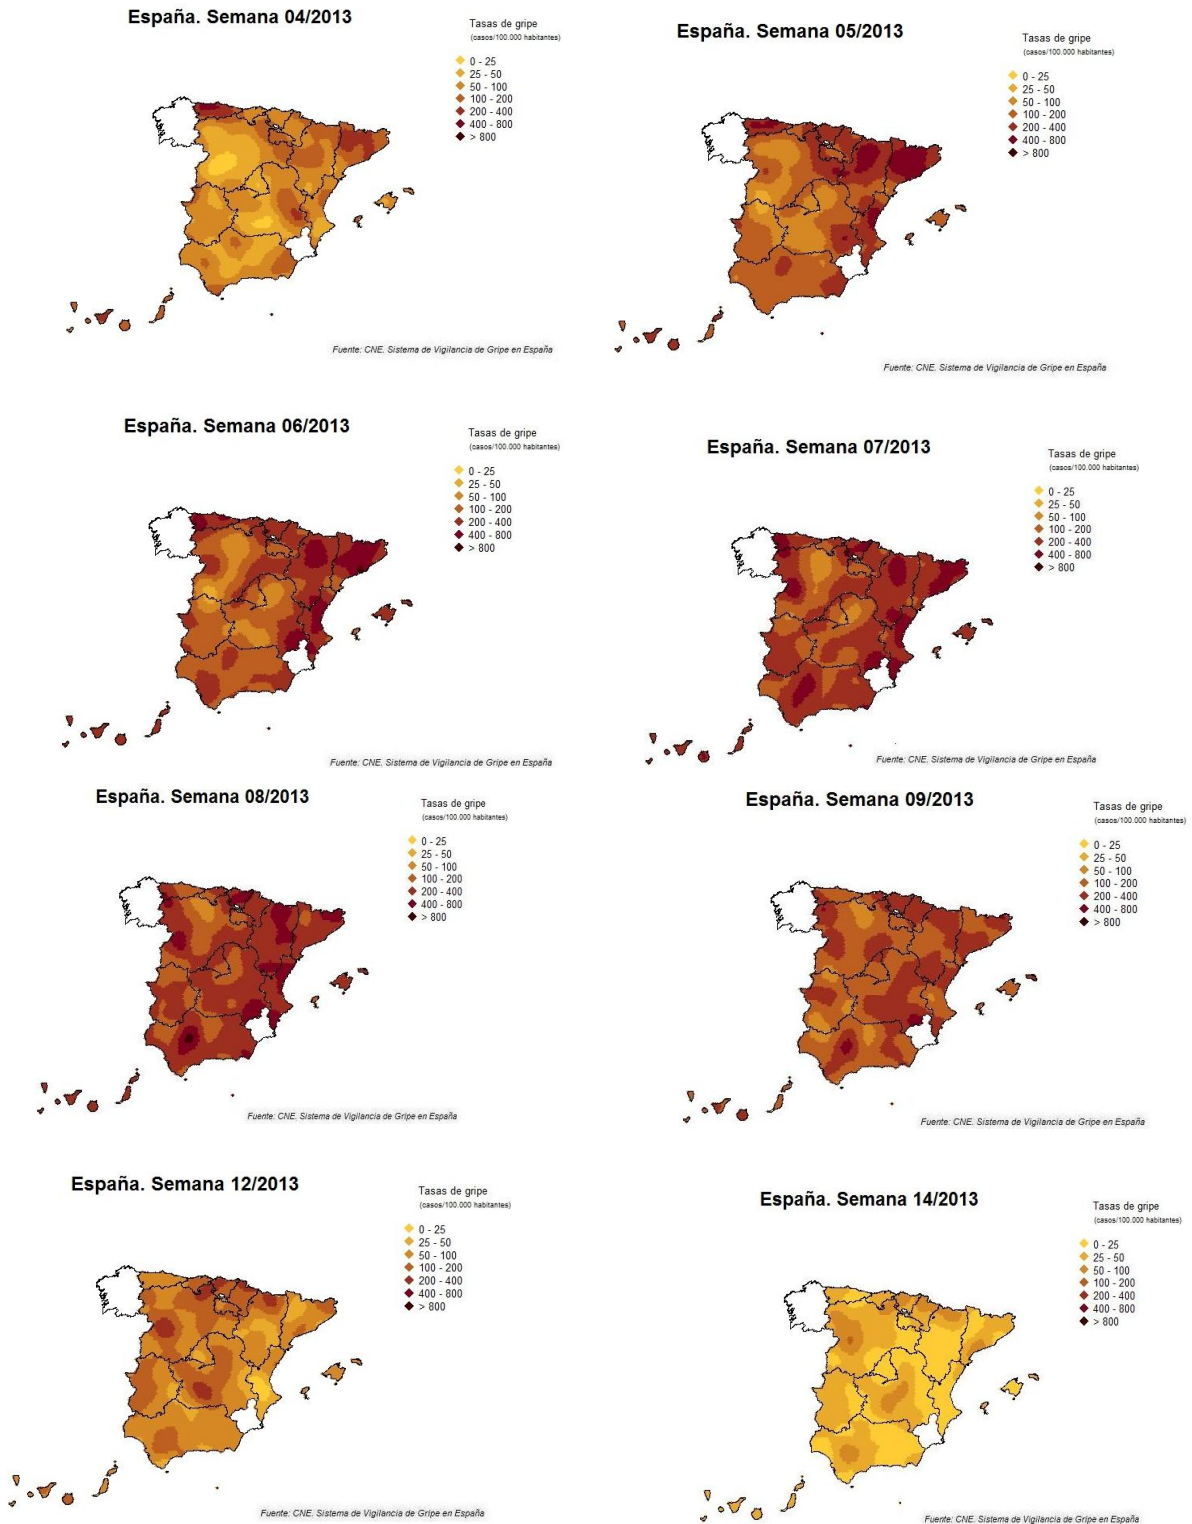 España. Semana 04/2013
Tasas de gripe
(casos/100.000 habitantes)
0 - 25
25 - 50
50 - 100
100 - 200
200 - 400
400 - 800
> 800
Fuente: CNE. Sistema de Vigilancia de Gripe en España
España. Semana 05/2013
Tasas de gripe
(casos/100.000 habitantes)
0 - 25
25 - 50
50 - 100
100 - 200
200 - 400
400 - 800
> 800
Fuente: CNE. Sistema de Vigilancia de Gripe en España
España. Semana 06/2013
Tasas de gripe
(casos/100.000 habitantes)
0 - 25
25 - 50
50 - 100
100 - 200
200 - 400
400 - 800
> 800
Fuente: CNE. Sistema de Vigilancia de Gripe en España
España. Semana 07/2013
Tasas de gripe
(casos/100.000 habitantes)
0 - 25
25 - 50
50 - 100
100 - 200
200 - 400
400 - 800
> 800
Fuente: CNE. Sistema de Vigilancia de Gripe en España
España. Semana 08/2013
Tasas de gripe
(casos/100.000 habitantes)
0 - 25
25 - 50
50 - 100
100 - 200
200 - 400
400 - 800
> 800
Fuente: CNE. Sistema de Vigilancia de Gripe en España
España. Semana 09/2013
Tasas de gripe
(casos/100.000 habitantes)
0 - 25
25 - 50
50 - 100
100 - 200
200 - 400
400 - 800
> 800
Fuente: CNE. Sistema de Vigilancia de Gripe en España
España. Semana 12/2013
Tasas de gripe
(casos/100.000 habitantes)
0 - 25
25 - 50
50 - 100
100 - 200
200 - 400
400 - 800
> 800
Fuente: CNE. Sistema de Vigilancia de Gripe en España
España. Semana 14/2013
Tasas de gripe
(casos/100.000 habitantes)
0 - 25
25 - 50
50 - 100
100 - 200
200 - 400
400 - 800
> 800
Fuente: CNE. Sistema de Vigilancia de Gripe en España